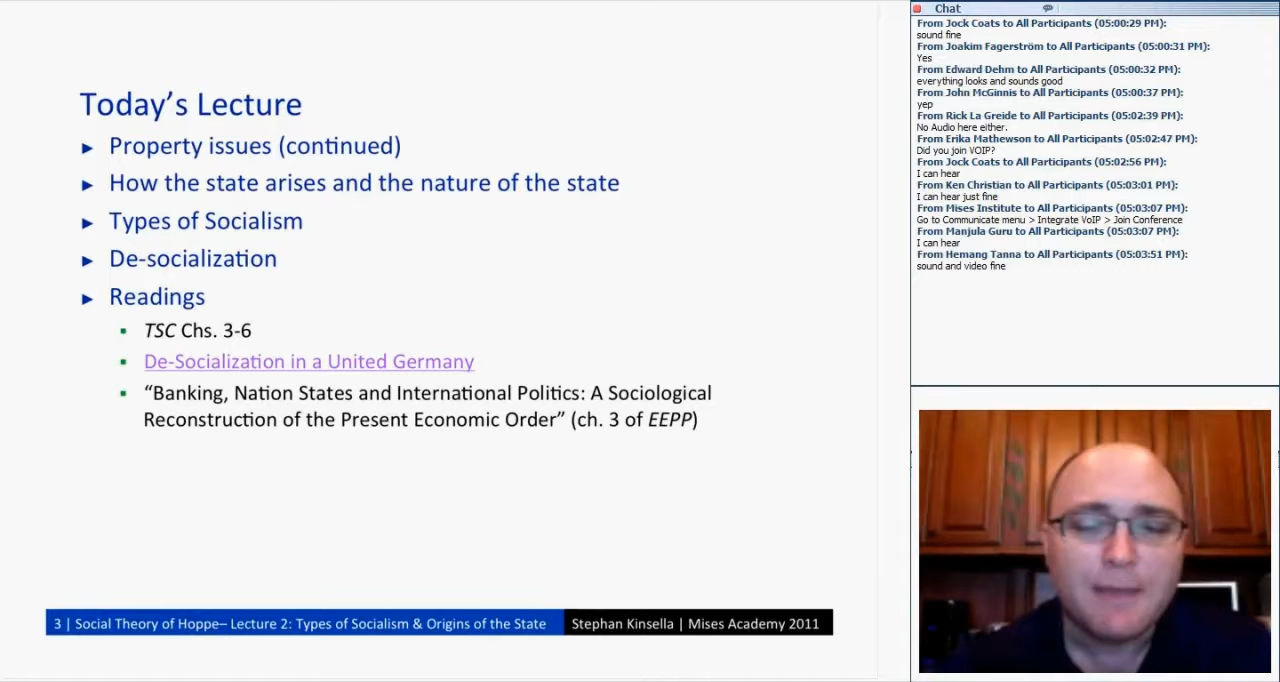 Today's Lecture
► Property issues (continued)
► How the state arises and the nature of the state
► Types of Socialism
► De-socialization
► Readings
▪ TSC Chs. 3-6
▪ De-Socialization in a United Germany
▪ “Banking, Nation States and International Politics: A Sociological
Reconstruction of the Present Economic Order” (ch. 3 of EEPP)
3 | Social Theory of Hoppe– Lecture 2: Types of Socialism & Origins of the State Stephan Kinsella | Mises Academy 2011
Chat
From Jock Coats to All Participants (05:00:29 PM):
sound fine
From Joakim Fagerström to All Participants (05:00:31 PM):
Yes
From Edward Dehm to All Participants (05:00:32 PM):
everything looks and sounds good
From John McGinnis to All Participants (05:00:37 PM):
yep
From Rick La Greide to All Participants (05:02:39 PM):
No Audio here either.
From Erika Mathewson to All Participants (05:02:47 PM):
Did you join VOIP?
From Jock Coats to All Participants (05:02:56 PM):
I can hear
From Ken Christian to All Participants (05:03:01 PM):
I can hear just fine
From Mises Institute to All Participants (05:03:07 PM):
Go to Communicate menu > Integrate VoIP > Join Conference
From Manjula Guru to All Participants (05:03:07 PM):
I can hear
From Hemang Tanna to All Participants (05:03:51 PM):
sound and video fine